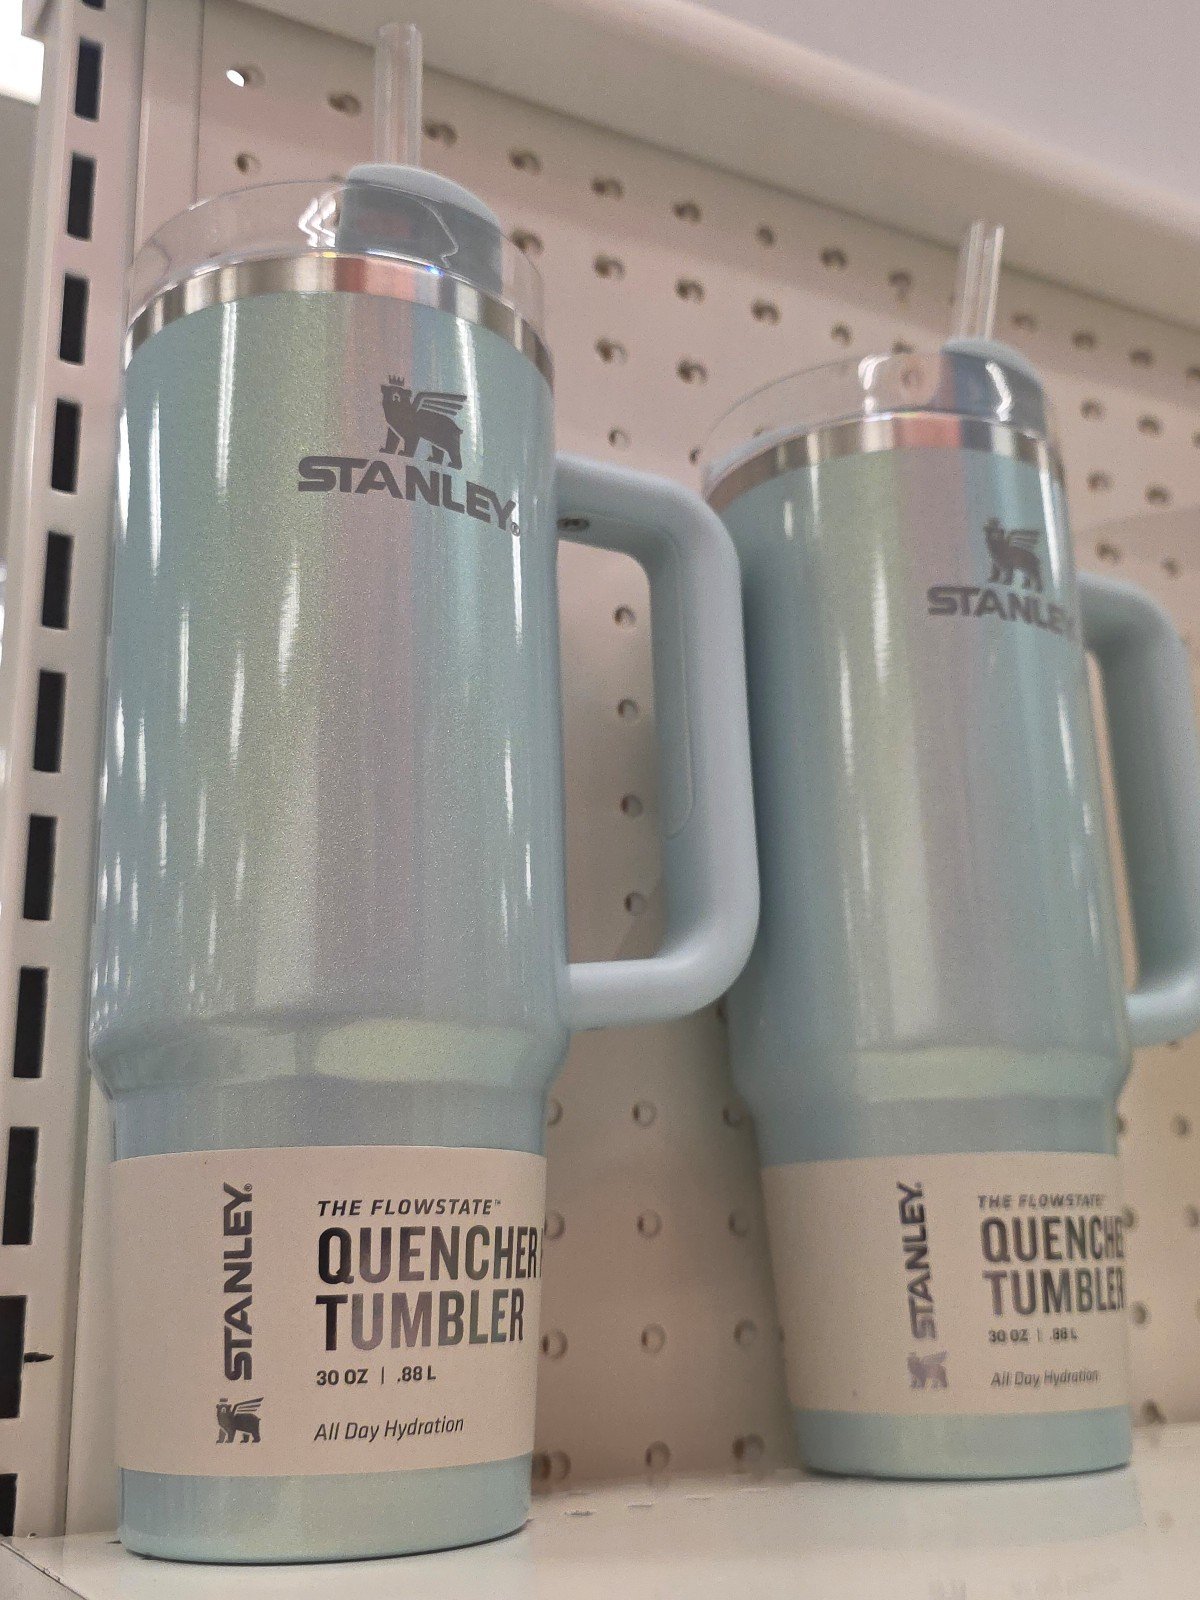 STANLEY®
STANLEY®
THE FLOWSTATE™
QUENCHER
TUMBLER
30 OZ | .88 L
All Day Hydration
STANLEY
STANLEY.
THE FLOWSTATE™
QUENCHE
TUMBLER
30 OZ | .88 L
All Day Hydration